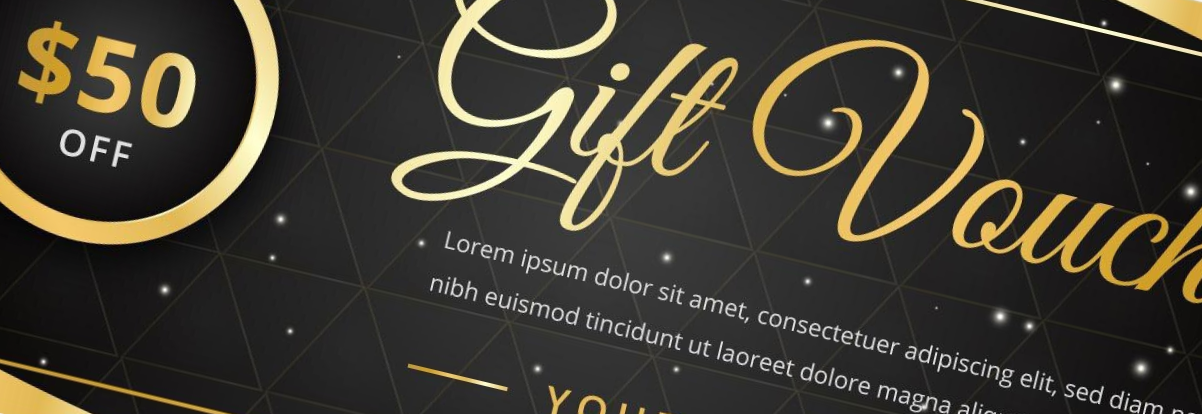 $50
OFF
Gift Vouch
Lorem ipsum dolor sit amet, consectetuer adipiscing elit, sed diam
nibh euismod tincidunt ut laoreet dolore magna